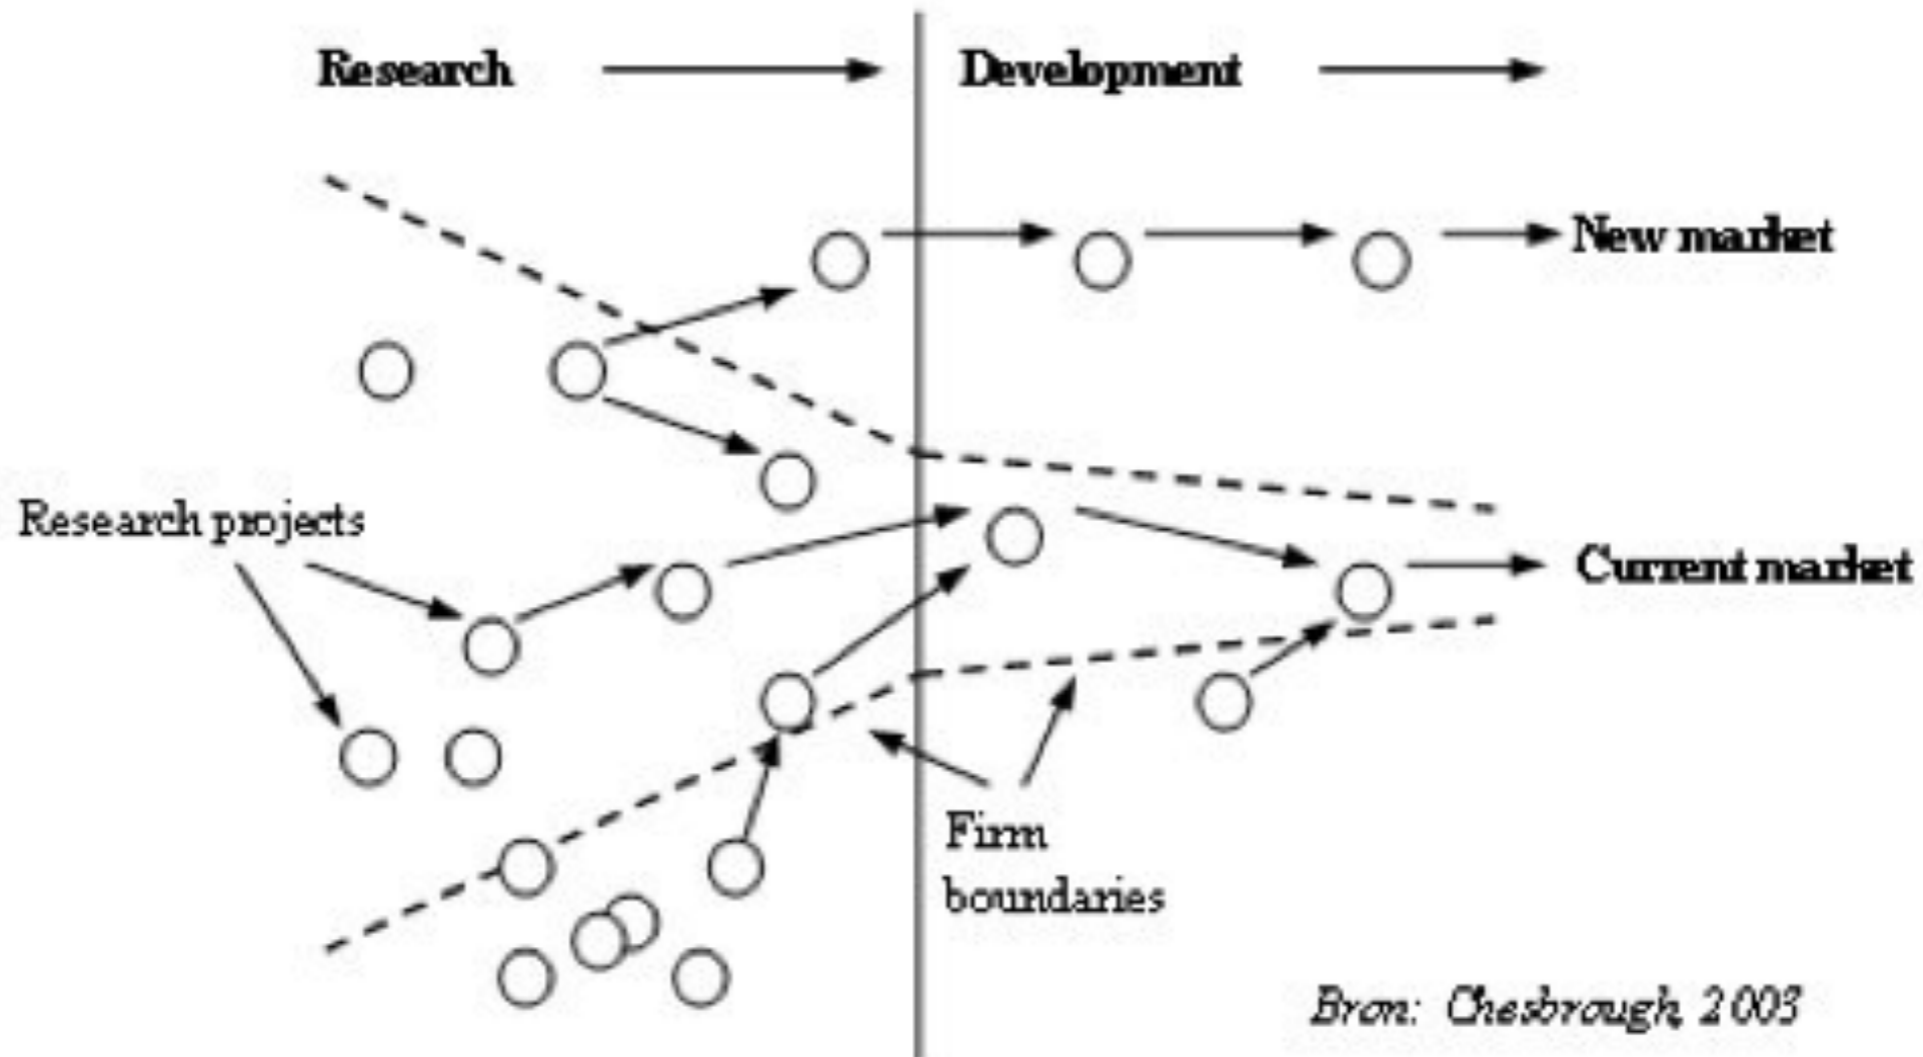 Research
Development
New market
Research projects
Current market
Firm
boundaries
Bron: Chesbrough, 2003